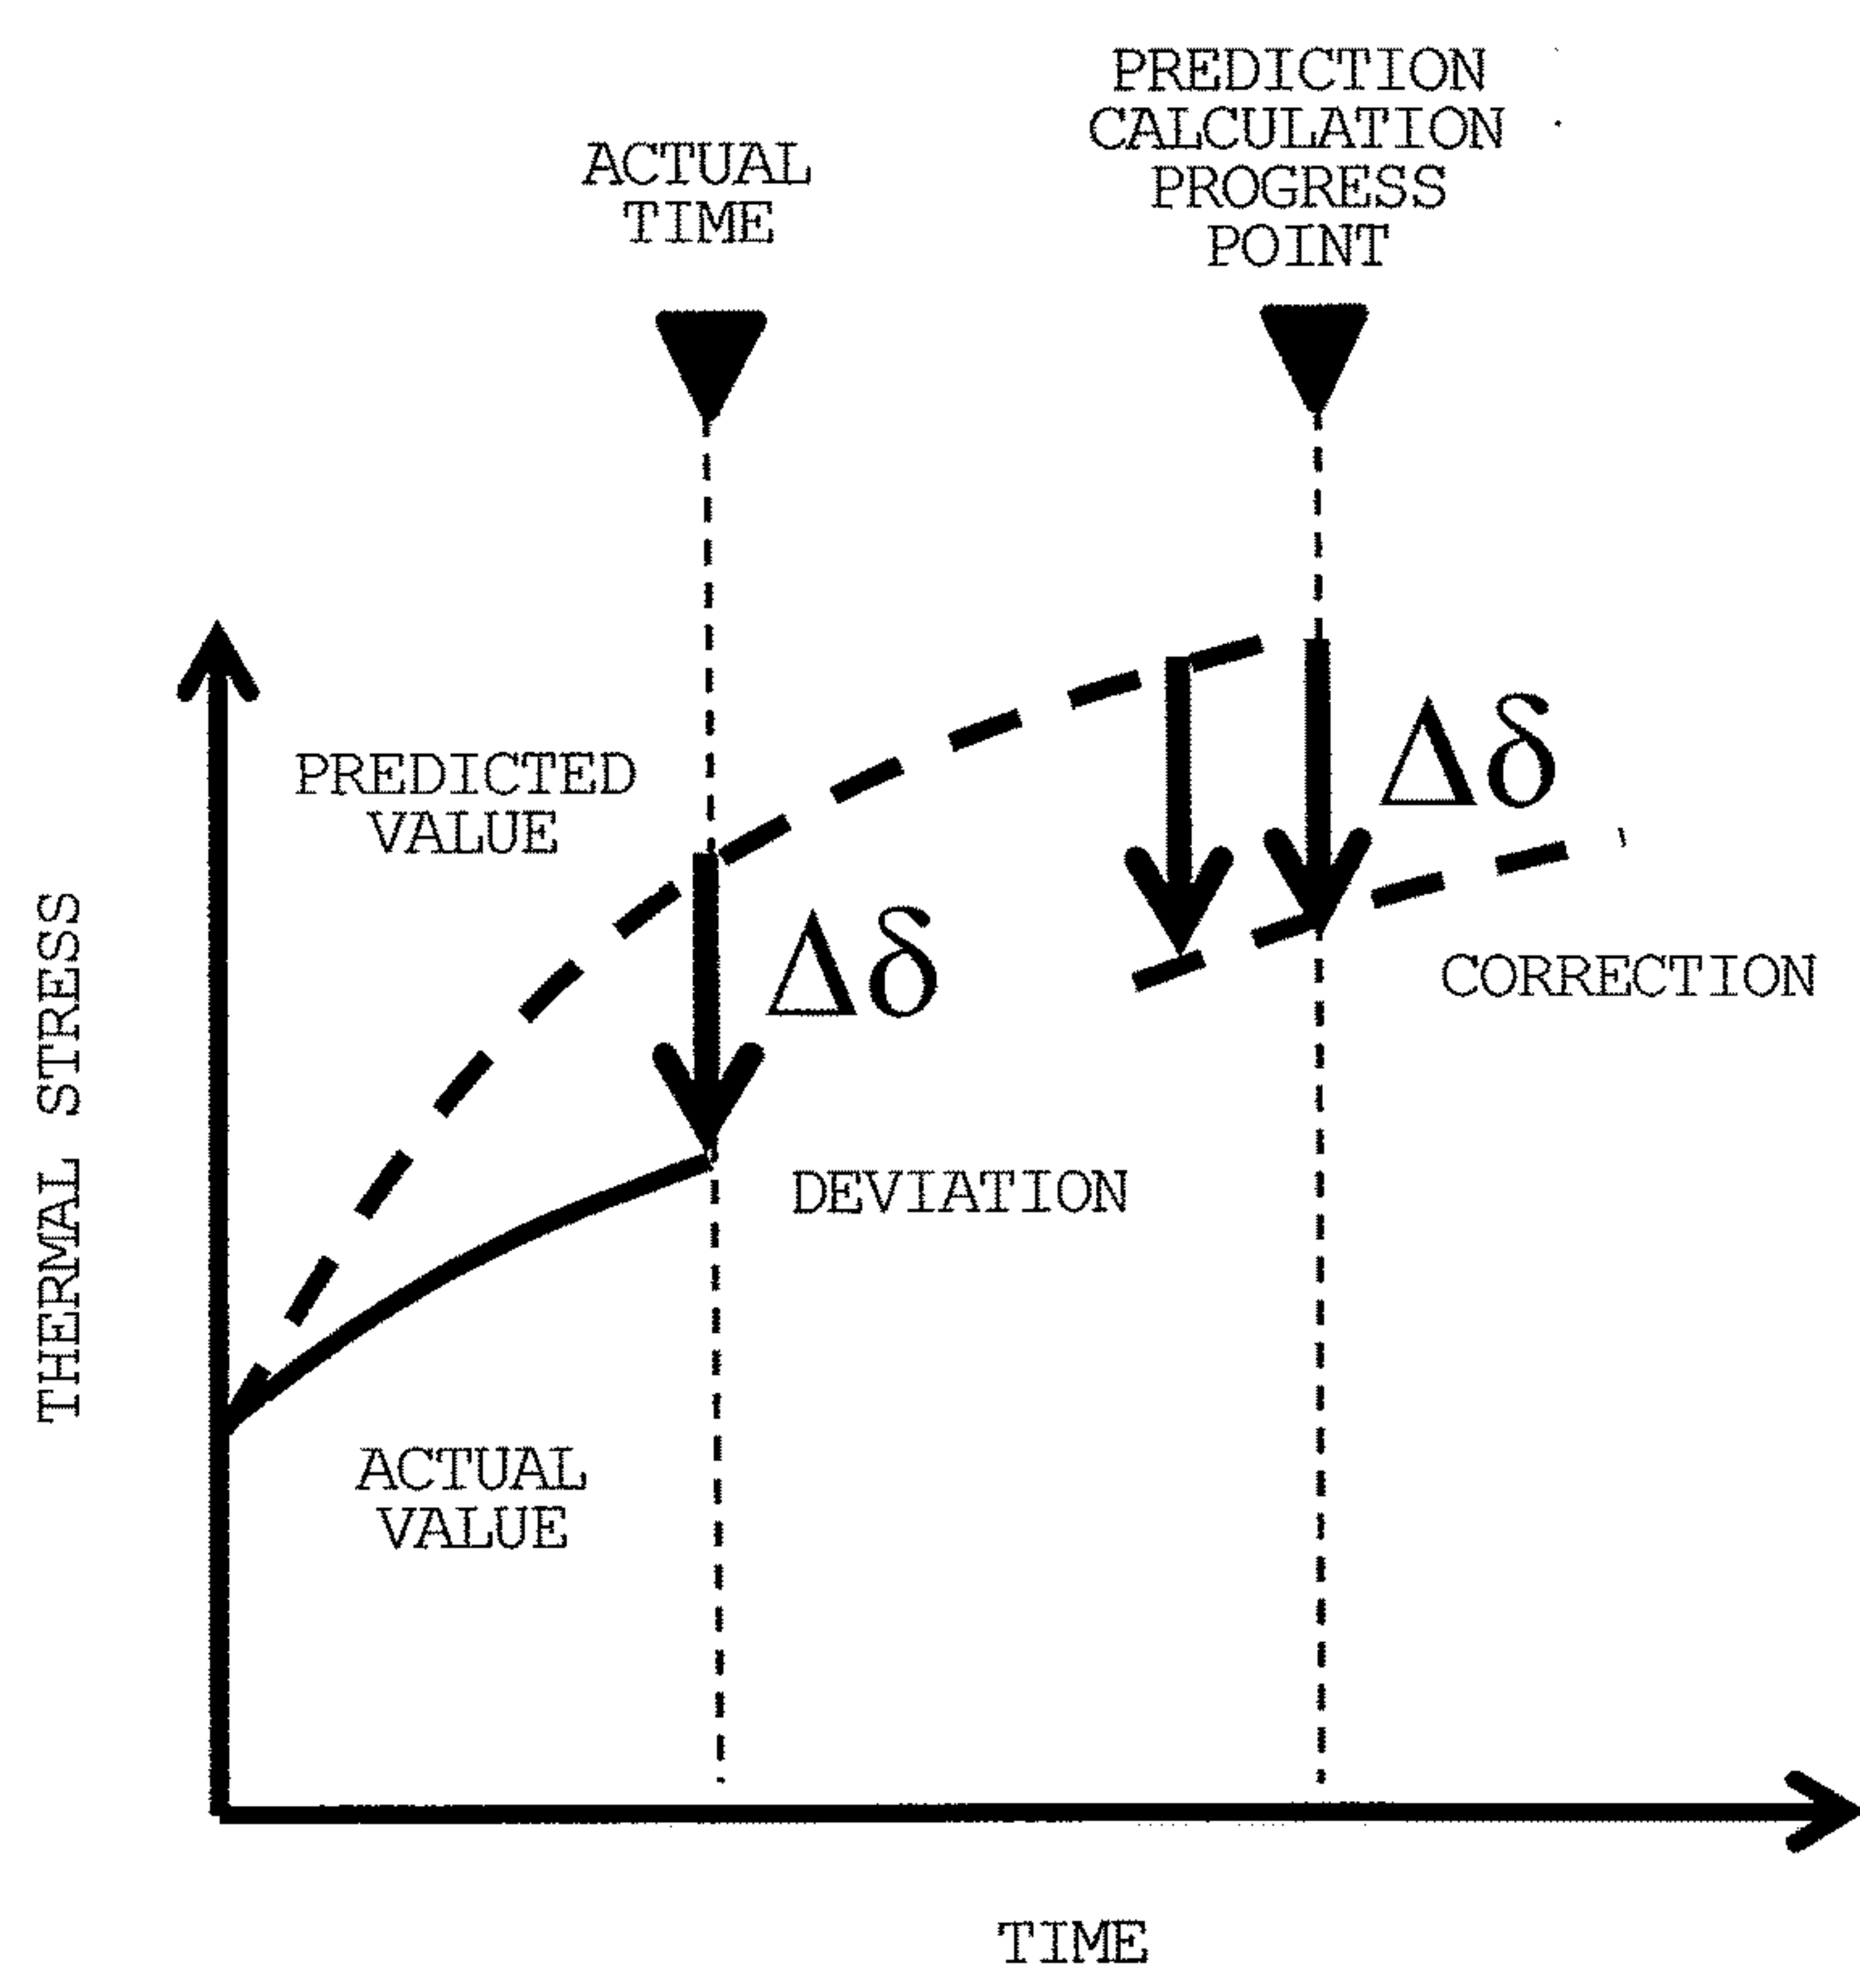 PREDICTION
CALCULATION
PROGRESS
POINT
ACTUAL
TIME
PREDICTED
VALUE
Δδ
Δδ
CORRECTION
DEVIATION
THERMAL STRESS
ACTUAL
VALUE
TIME